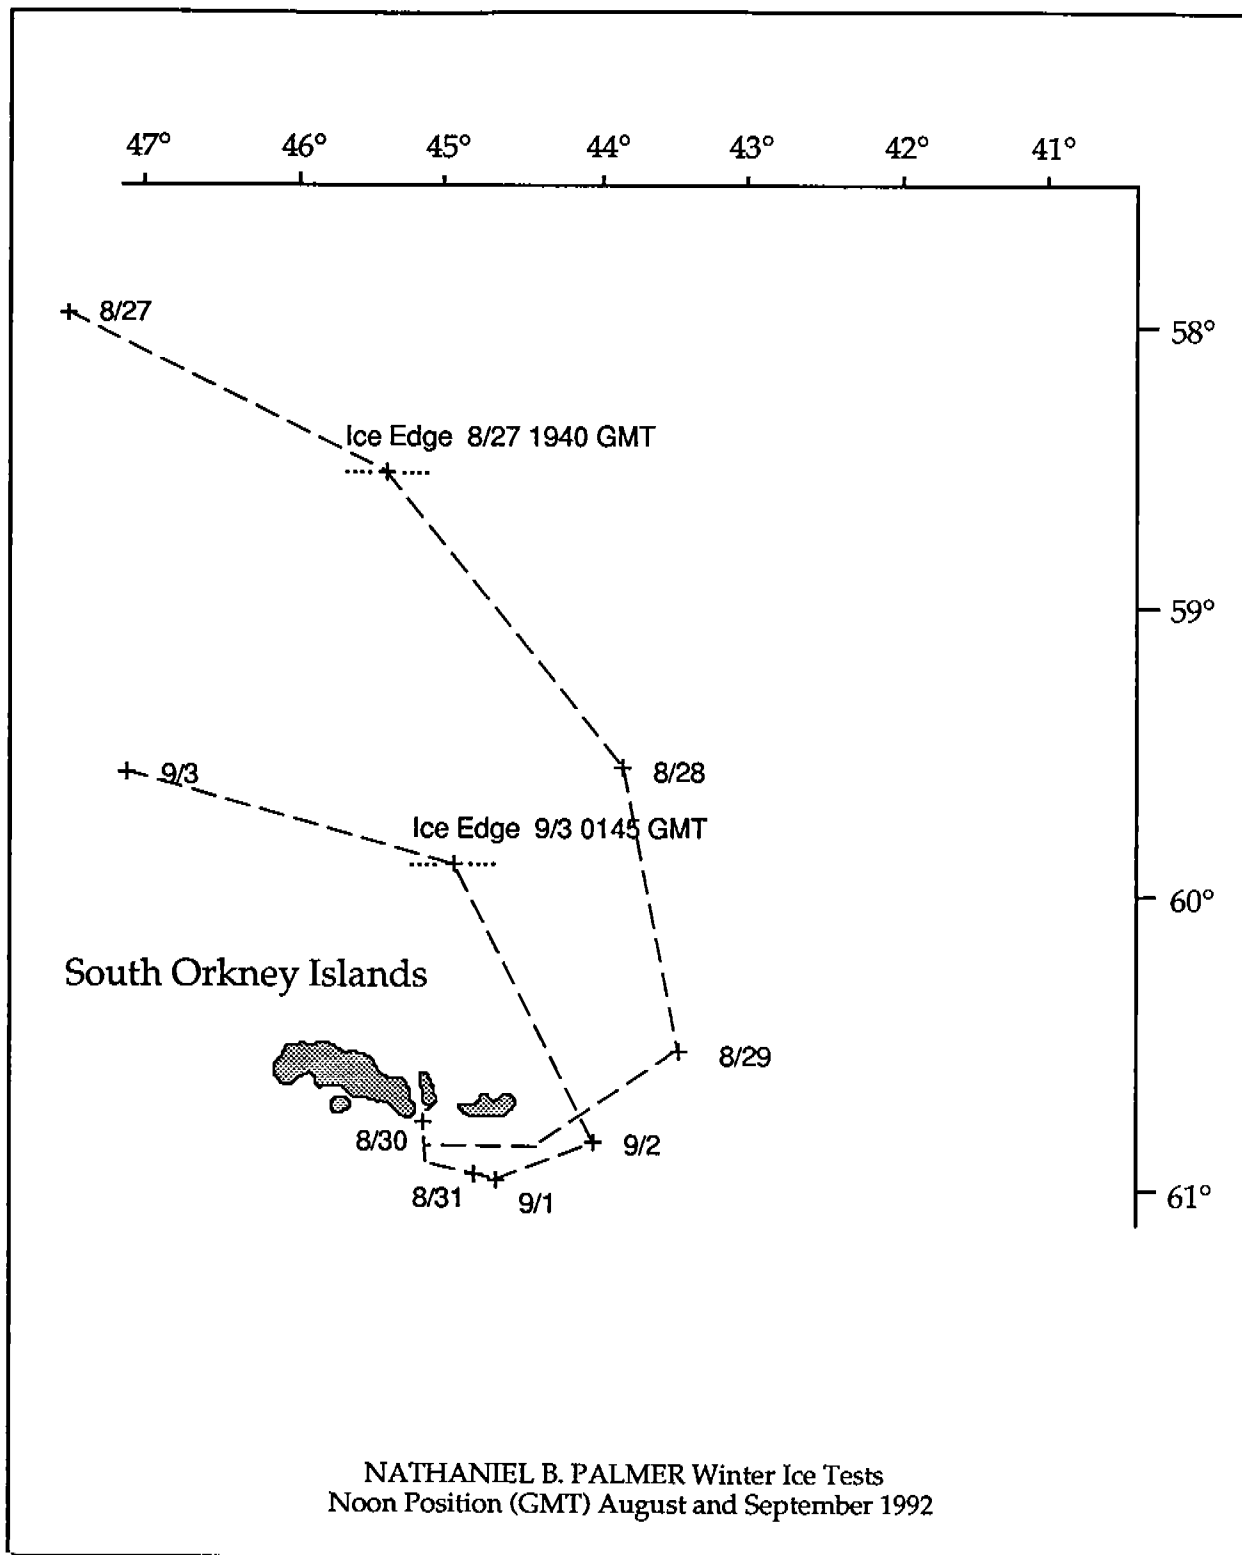 47° 46° 45° 44° 43° 42° 41°
8/27
58°
Ice Edge 8/27 1940 GMT
59°
9/3
8/28
Ice Edge 9/3 0145 GMT
60°
South Orkney Islands
8/29
8/30
9/2
8/31
9/1
61°
NATHANIEL B. PALMER Winter Ice Tests
Noon Position (GMT) August and September 1992